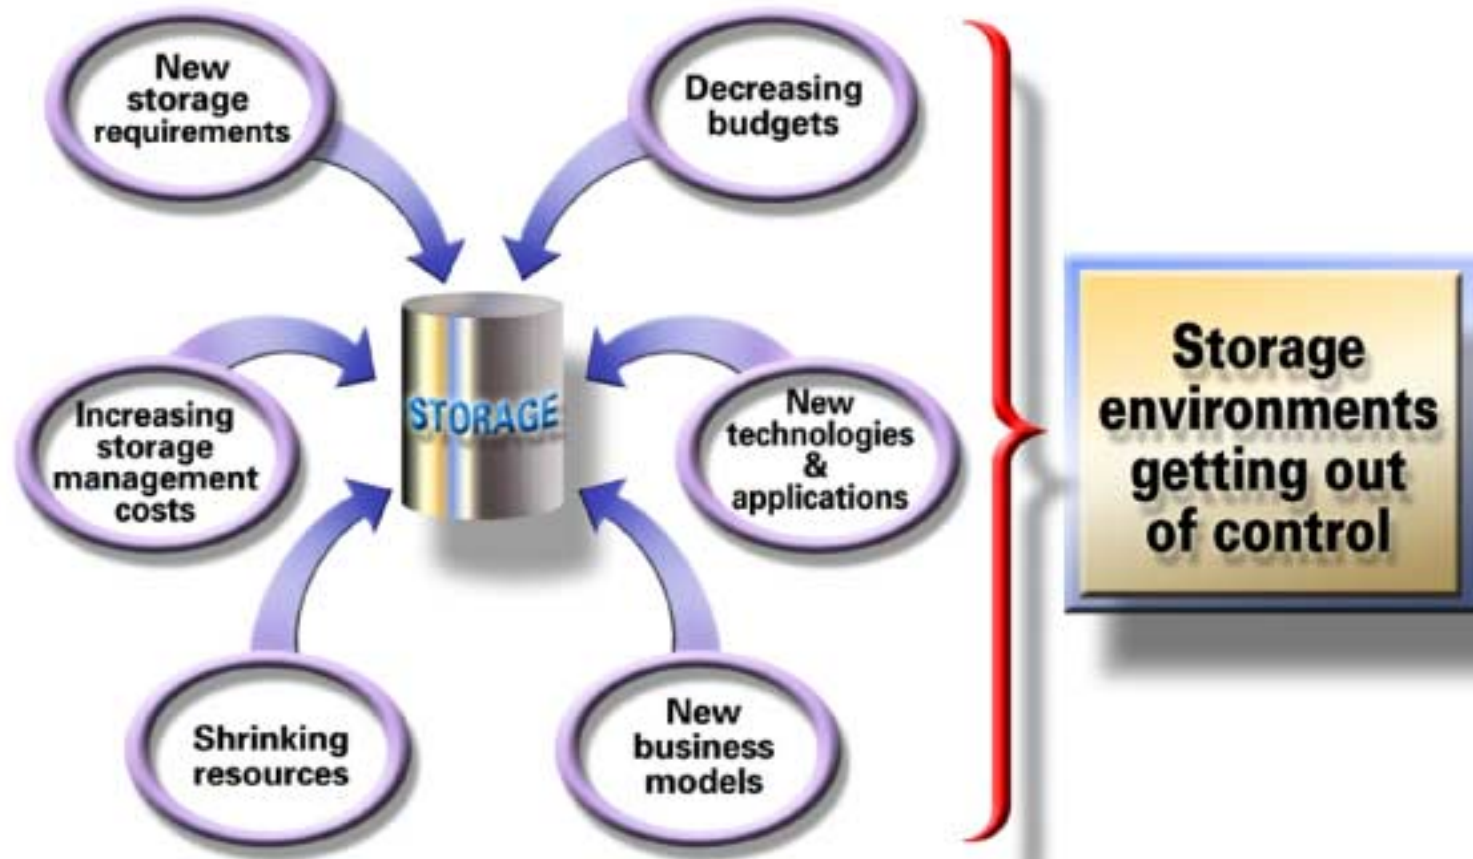 New
storage
requirements
Decreasing
budgets
STORAGE
Increasing
storage
management
costs
New
technologies
&
applications
Shrinking
resources
New
business
models
Storage
environments
getting out
of control